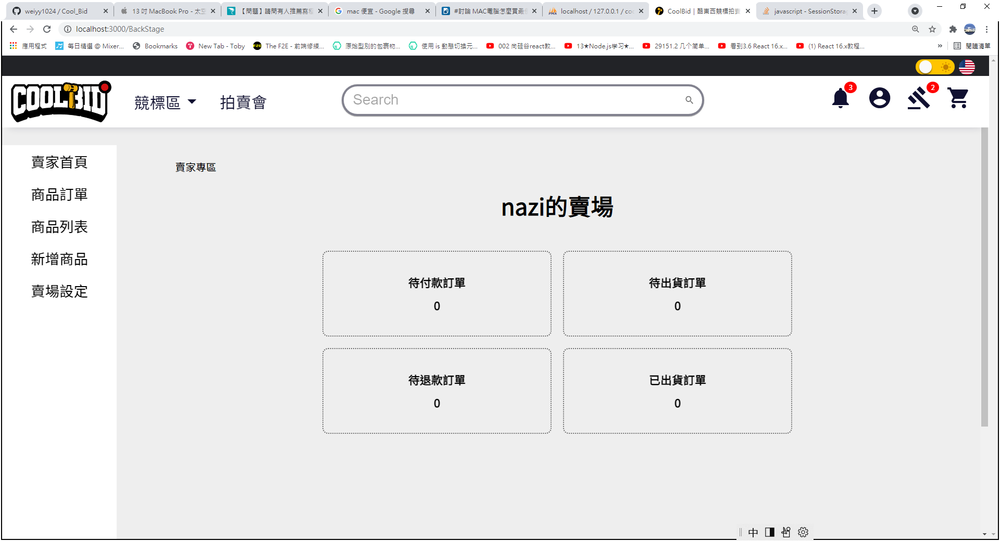 weiyy1024 / Cool_Bid
13 吋 MacBook Pro - 太空
【問題】請問有人推薦寫程
mac 便宜 - Google 搜尋
#討論 MAC電腦怎麼買最便
localhost / 127.0.0.1 / coo
CoolBid | 酷東西競標拍賣
javascript - SessionStorag
localhost:3000/BackStage
應用程式
每日精選 @ Mixer...
Bookmarks
New Tab - Toby
The F2E - 前端修練...
原始型別的包裹物...
使用 is 動態切換元...
002 尚硅谷react教...
13★Node.js学习★...
29151.2 几个简单...
看到3.6 React 16.x...
(1) React 16.x教程...
»
閱讀清單
COOLBID
競標區
拍賣會
Search
3
2
賣家首頁
商品訂單
商品列表
新增商品
賣場設定
賣家專區
nazi的賣場
待付款訂單
0
待出貨訂單
0
待退款訂單
0
已出貨訂單
0
中